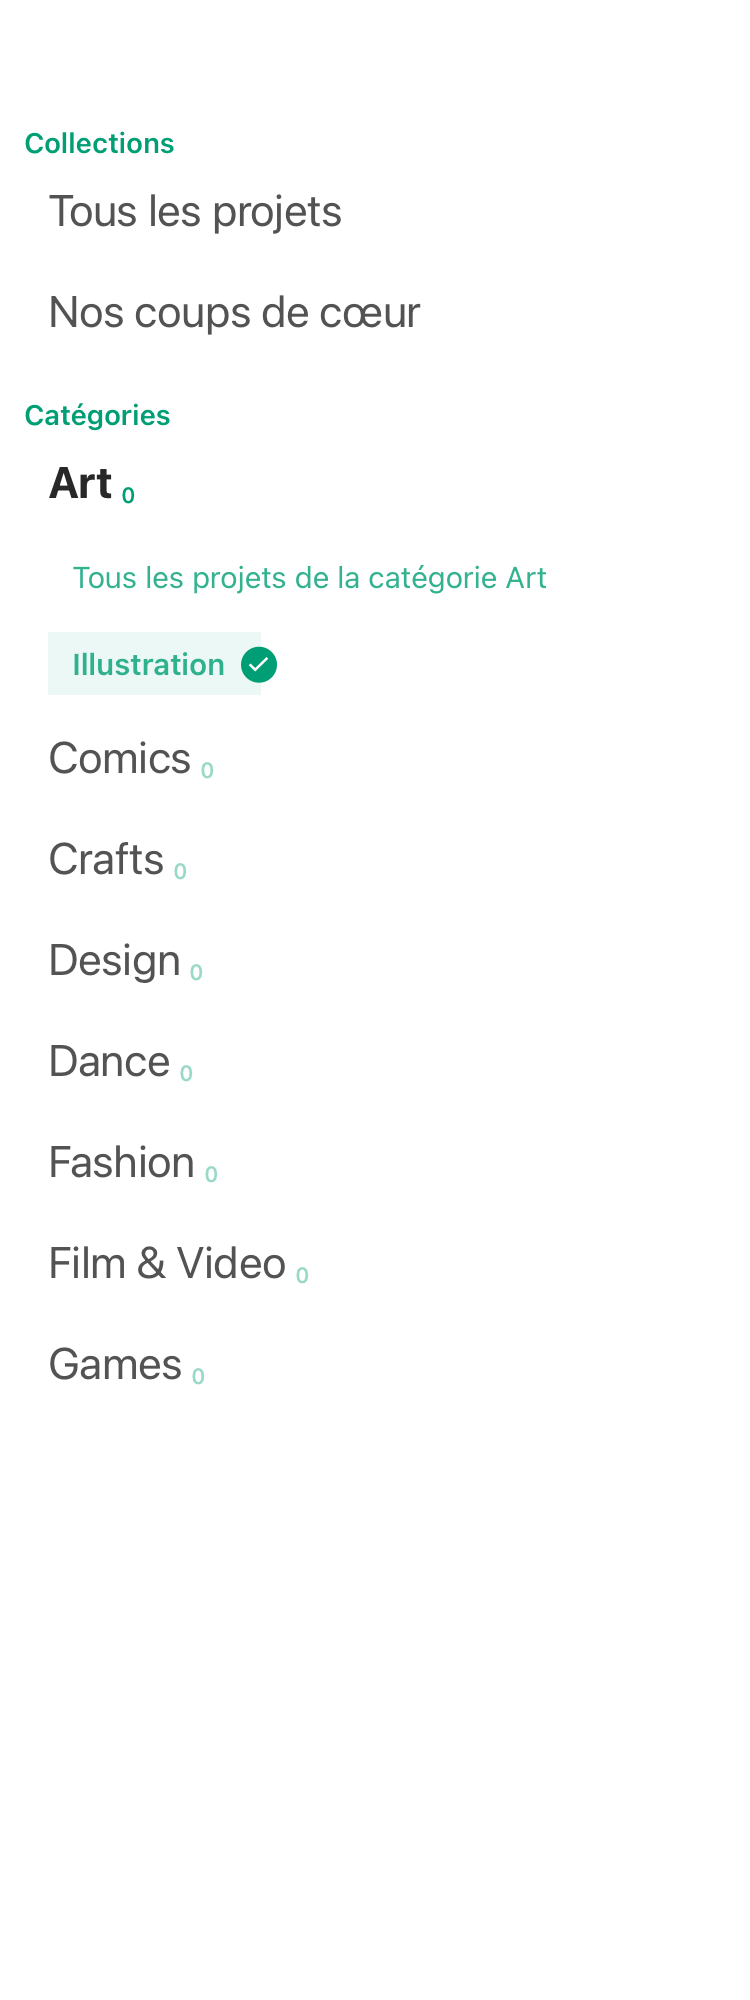 Collections
Tous les projets
Nos coups de cœur
Catégories
Art 0
Tous les projets de la catégorie Art
Illustration
Comics 0
Crafts 0
Design 0
Dance 0
Fashion 0
Film & Video 0
Games 0